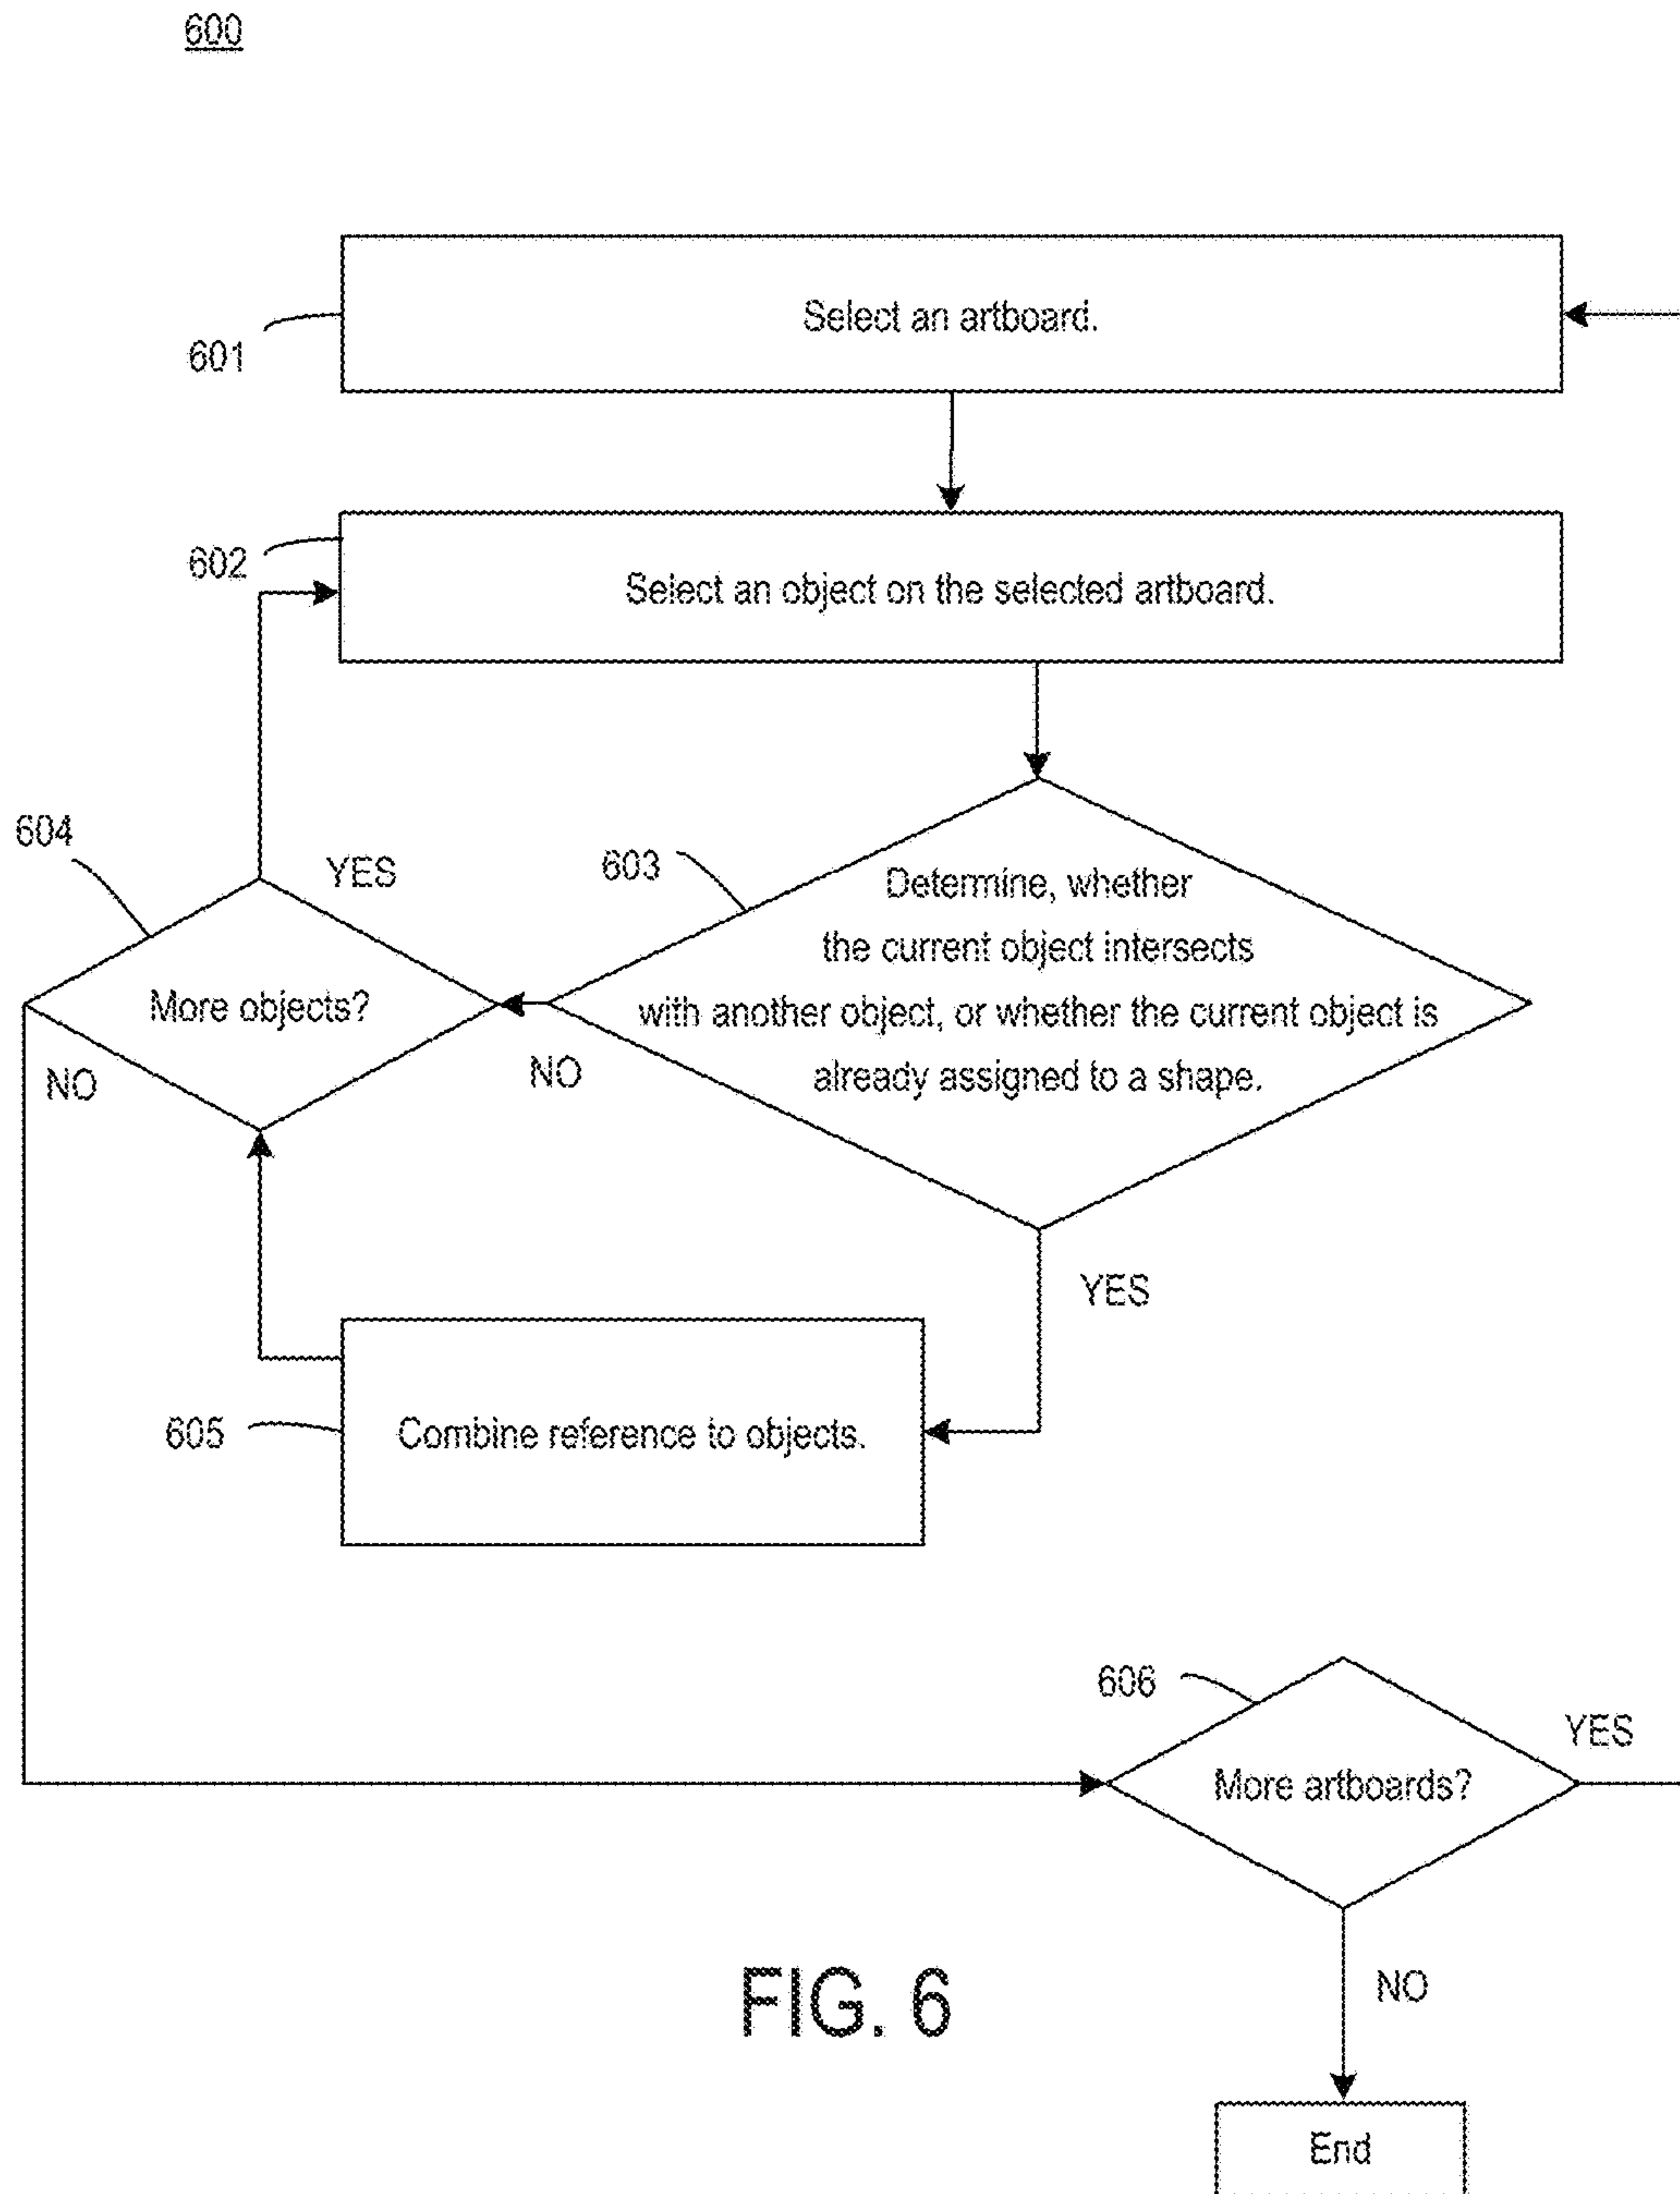 600
Select an artboard.
601
602
Select an object on the selected artboard.
604
YES
603
Determine, whether
the current object intersects
with another object, or whether the current object is
already assigned to a shape.
More objects?
NO
NO
YES
605
Combine reference to objects.
606
YES
More artboards?
NO
FIG. 6
End